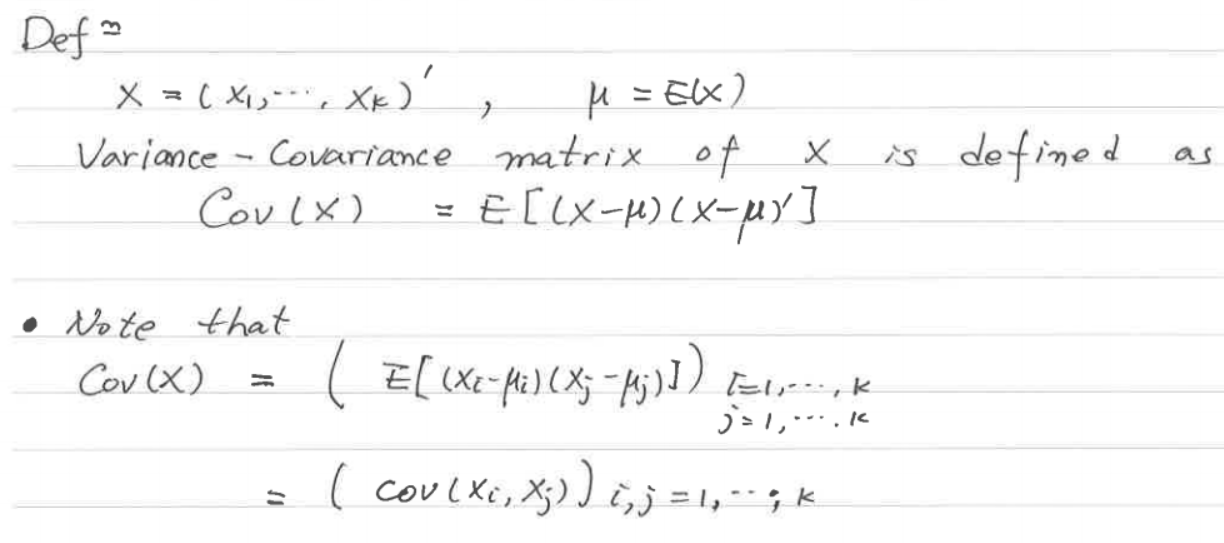 Defⁿ
X = (X₁, ⋯, Xₖ)′ , μ = E(X)
Variance - Covariance matrix of X is defined as
Cov(X) = E[(X-μ)(X-μ)′]
• Note that
Cov(X) = ( E[(Xᵢ-μᵢ)(Xⱼ-μⱼ)] ) i=1,⋯, k
j=1,⋯, k
= ( cov(Xᵢ, Xⱼ) ) i,j =1,⋯, k